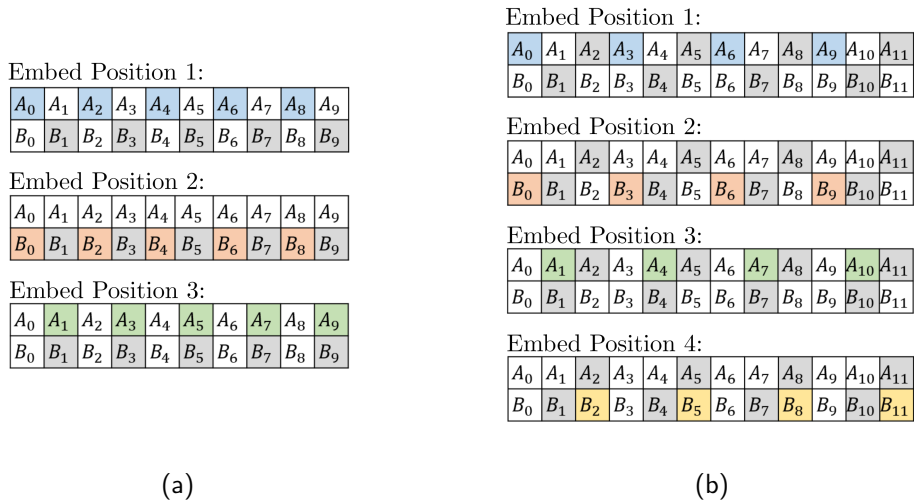 Embed Position 1:
A0 A1 A2 A3 A4 A5 A6 A7 A8 A9
B0 B1 B2 B3 B4 B5 B6 B7 B8 B9
Embed Position 2:
A0 A1 A2 A3 A4 A5 A6 A7 A8 A9
B0 B1 B2 B3 B4 B5 B6 B7 B8 B9
Embed Position 3:
A0 A1 A2 A3 A4 A5 A6 A7 A8 A9
B0 B1 B2 B3 B4 B5 B6 B7 B8 B9
(a)
Embed Position 1:
A0 A1 A2 A3 A4 A5 A6 A7 A8 A9 A10 A11
B0 B1 B2 B3 B4 B5 B6 B7 B8 B9 B10 B11
Embed Position 2:
A0 A1 A2 A3 A4 A5 A6 A7 A8 A9 A10 A11
B0 B1 B2 B3 B4 B5 B6 B7 B8 B9 B10 B11
Embed Position 3:
A0 A1 A2 A3 A4 A5 A6 A7 A8 A9 A10 A11
B0 B1 B2 B3 B4 B5 B6 B7 B8 B9 B10 B11
Embed Position 4:
A0 A1 A2 A3 A4 A5 A6 A7 A8 A9 A10 A11
B0 B1 B2 B3 B4 B5 B6 B7 B8 B9 B10 B11
(b)